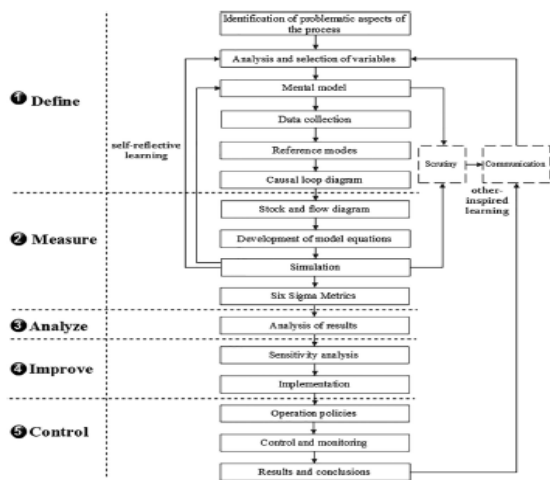 Identification of problematic aspects of
the process
Analysis and selection of variables
❶ Define
Mental model
Data collection
self-reflective
learning
Reference modes
Scrutiny
Communication
Causal loop diagram
other-
inspired
learning
Stock and flow diagram
❷ Measure
Development of model equations
Simulation
Six Sigma Metrics
❸ Analyze
Analysis of results
❹ Improve
Sensitivity analysis
Implementation
Operation policies
❺ Control
Control and monitoring
Results and conclusions